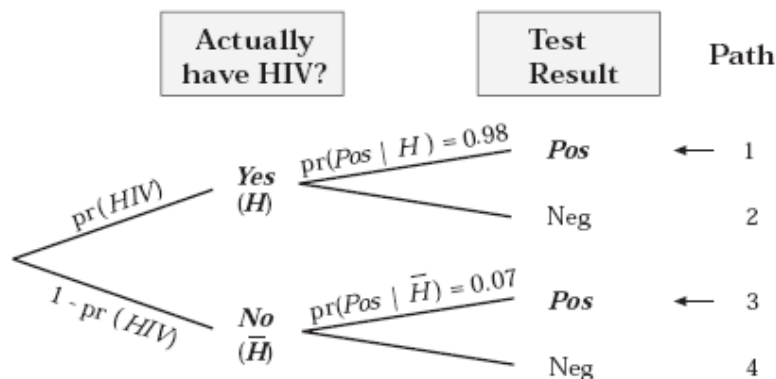 Actually
have HIV?
Test
Result
Path
pr(HIV)
1 - pr (HIV)
Yes
(H)
pr(Pos | H ) = 0.98
Pos
← 1
Neg
2
No
(H̅)
pr(Pos | H̅) = 0.07
Pos
← 3
Neg
4